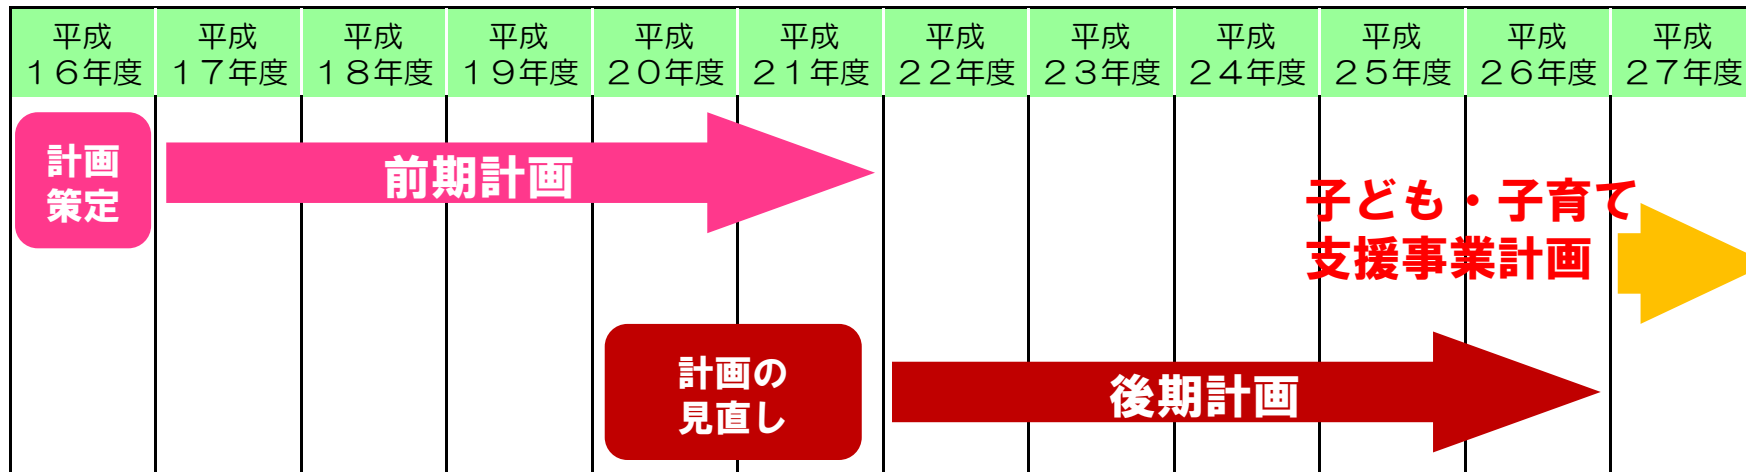 平成
１６年度
平成
１７年度
平成
１８年度
平成
１９年度
平成
２０年度
平成
２１年度
平成
２２年度
平成
２３年度
平成
２４年度
平成
２５年度
平成
２６年度
平成
２７年度
計画
策定
前期計画
子ども・子育て
支援事業計画
計画の
見直し
後期計画